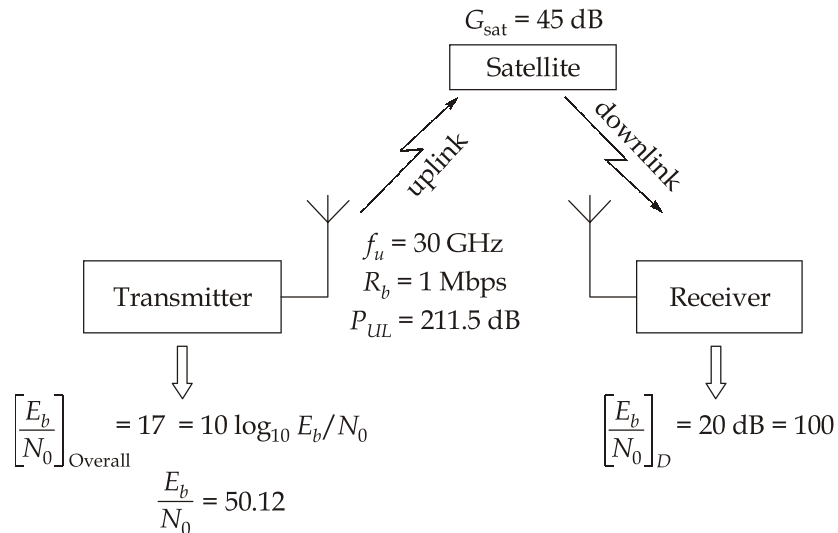 G_sat = 45 dB
Satellite
uplink
downlink
f_u = 30 GHz
R_b = 1 Mbps
P_UL = 211.5 dB
Transmitter
Receiver
[E_b/N_0]_Overall = 17 = 10 log_10 E_b/N_0
E_b/N_0 = 50.12
[E_b/N_0]_D = 20 dB = 100